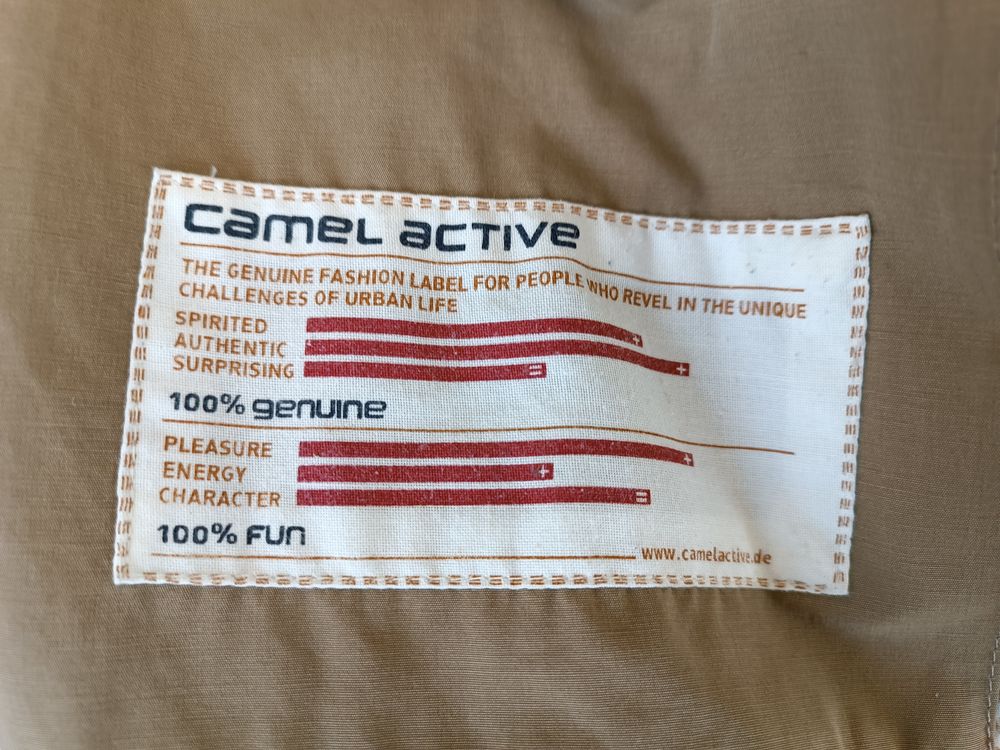 camel active
THE GENUINE FASHION LABEL FOR PEOPLE WHO REVEL IN THE UNIQUE
CHALLENGES OF URBAN LIFE
SPIRITED +
AUTHENTIC +
SURPRISING =
100% genuine
PLEASURE +
ENERGY +
CHARACTER =
100% FUN
www.camelactive.de